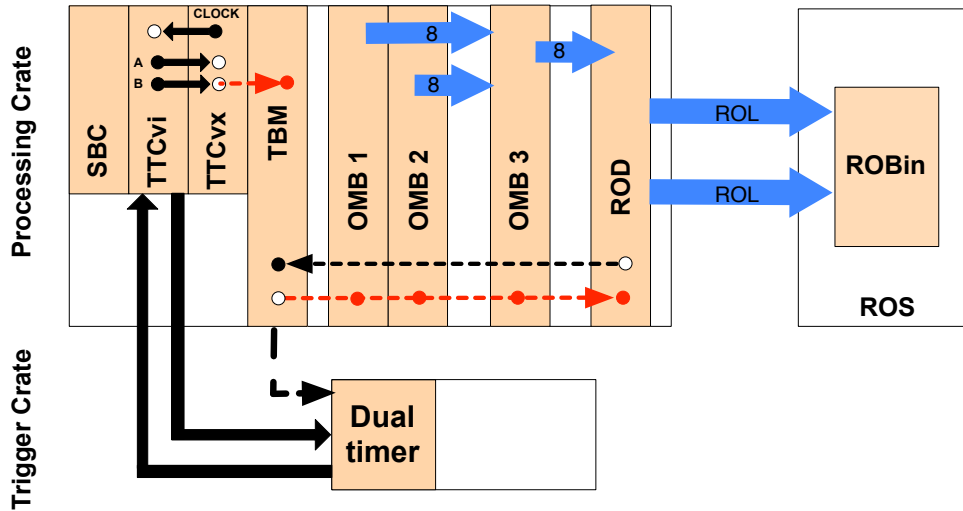 Processing Crate
CLOCK
A
B
SBC
TTCvi
TTCvx
TBM
OMB 1
OMB 2
OMB 3
ROD
8
8
8
ROL
ROL
ROBin
ROS
Trigger Crate
Dual
timer